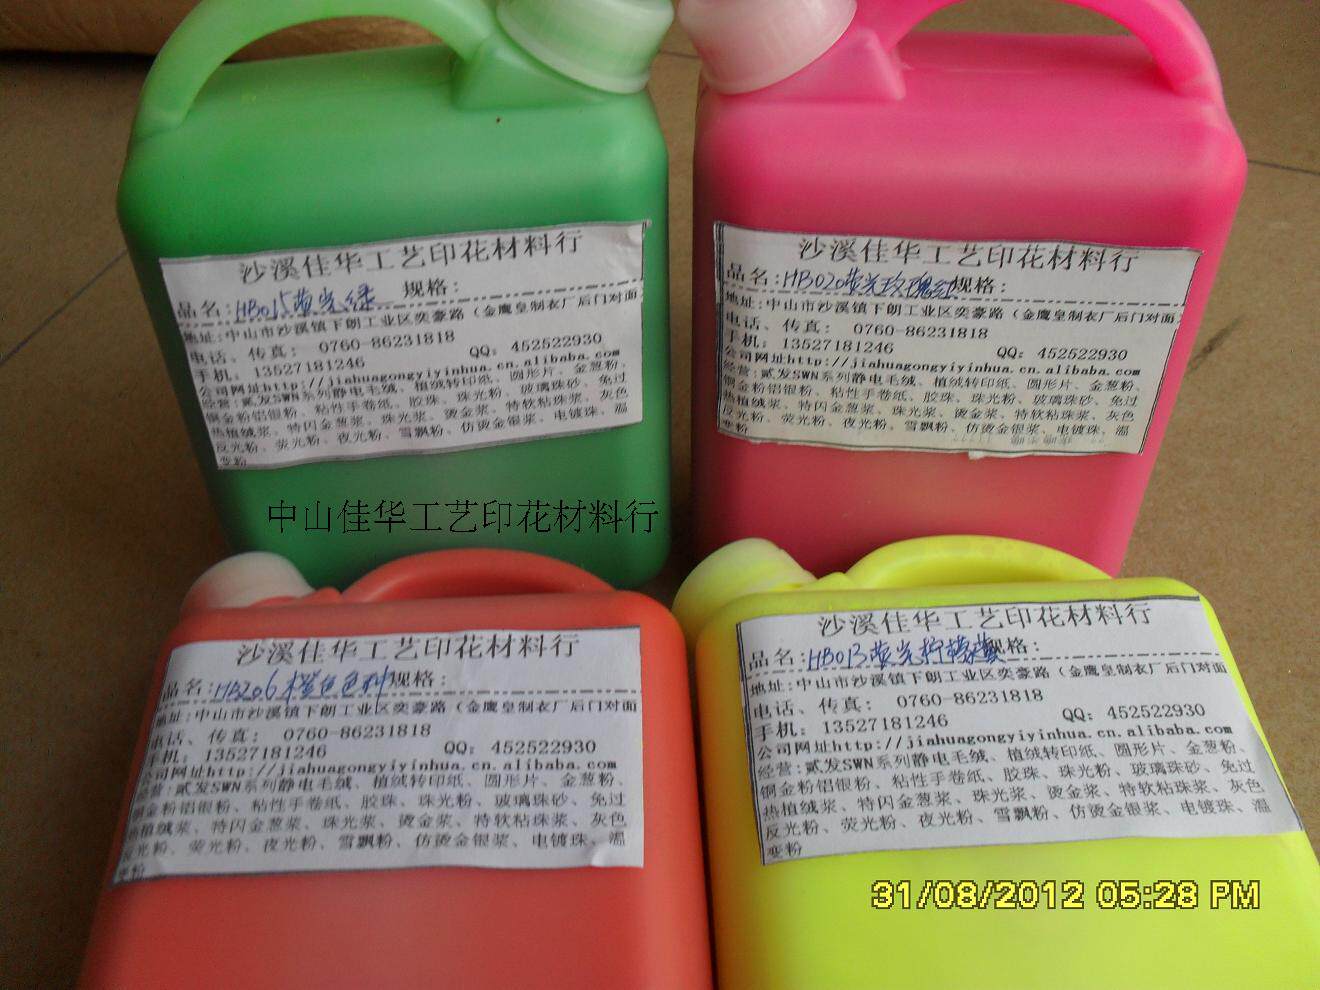 沙溪佳华工艺印花材料行
品名:HB015荧光绿 规格:
地址:中山市沙溪镇下朗工业区奕豪路(金鹰皇制衣厂后门对面
电话、传真: 0760-86231818
手机: 13527181246 QQ: 452522930
公司网址http://jiahuagongyiyinhua.cn.alibaba.com
经营:贰发SWN系列静电毛绒、植绒转印纸、圆形片、金葱粉、
铜金粉铝银粉、粘性手卷纸、胶珠、珠光粉、玻璃珠砂、免过
热植绒浆、特闪金葱浆、珠光浆、烫金浆、特软粘珠浆、灰色
反光粉、荧光粉、夜光粉、雪飘粉、仿烫金银浆、电镀珠、温
变粉
沙溪佳华工艺印花材料行
品名:HB020荧光玫瑰红规格:
地址:中山市沙溪镇下朗工业区奕豪路(金鹰皇制衣厂后门对面
电话、传真: 0760-86231818
手机: 13527181246 QQ: 452522930
公司网址http://jiahuagongyiyinhua.cn.alibaba.com
经营:贰发SWN系列静电毛绒、植绒转印纸、圆形片、金葱粉、
铜金粉铝银粉、粘性手卷纸、胶珠、珠光粉、玻璃珠砂、免过
热植绒浆、特闪金葱浆、珠光浆、烫金浆、特软粘珠浆、灰色
反光粉、荧光粉、夜光粉、雪飘粉、仿烫金银浆、电镀珠、温
变粉
中山佳华工艺印花材料行
沙溪佳华工艺印花材料行
品名:HB206橙色色种规格:
地址:中山市沙溪镇下朗工业区奕豪路(金鹰皇制衣厂后门对面
电话、传真: 0760-86231818
手机: 13527181246 QQ: 452522930
公司网址http://jiahuagongyiyinhua.cn.alibaba.com
经营:贰发SWN系列静电毛绒、植绒转印纸、圆形片、金葱粉、
铜金粉铝银粉、粘性手卷纸、胶珠、珠光粉、玻璃珠砂、免过
热植绒浆、特闪金葱浆、珠光浆、烫金浆、特软粘珠浆、灰色
反光粉、荧光粉、夜光粉、雪飘粉、仿烫金银浆、电镀珠、温
变粉
沙溪佳华工艺印花材料行
品名:HB013荧光柠檬黄规格:
地址:中山市沙溪镇下朗工业区奕豪路(金鹰皇制衣厂后门对面
电话、传真: 0760-86231818
手机: 13527181246 QQ: 452522930
公司网址http://jiahuagongyiyinhua.cn.alibaba.com
经营:贰发SWN系列静电毛绒、植绒转印纸、圆形片、金葱粉、
铜金粉铝银粉、粘性手卷纸、胶珠、珠光粉、玻璃珠砂、免过
热植绒浆、特闪金葱浆、珠光浆、烫金浆、特软粘珠浆、灰色
反光粉、荧光粉、夜光粉、雪飘粉、仿烫金银浆、电镀珠、温
变粉
31/08/2012 05:28 PM